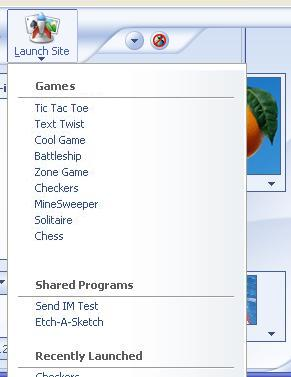 Launch Site
Games
Tic Tac Toe
Text Twist
Cool Game
Battleship
Zone Game
Checkers
MineSweeper
Solitaire
Chess
Shared Programs
Send IM Test
Etch-A-Sketch
Recently Launched
Checkers